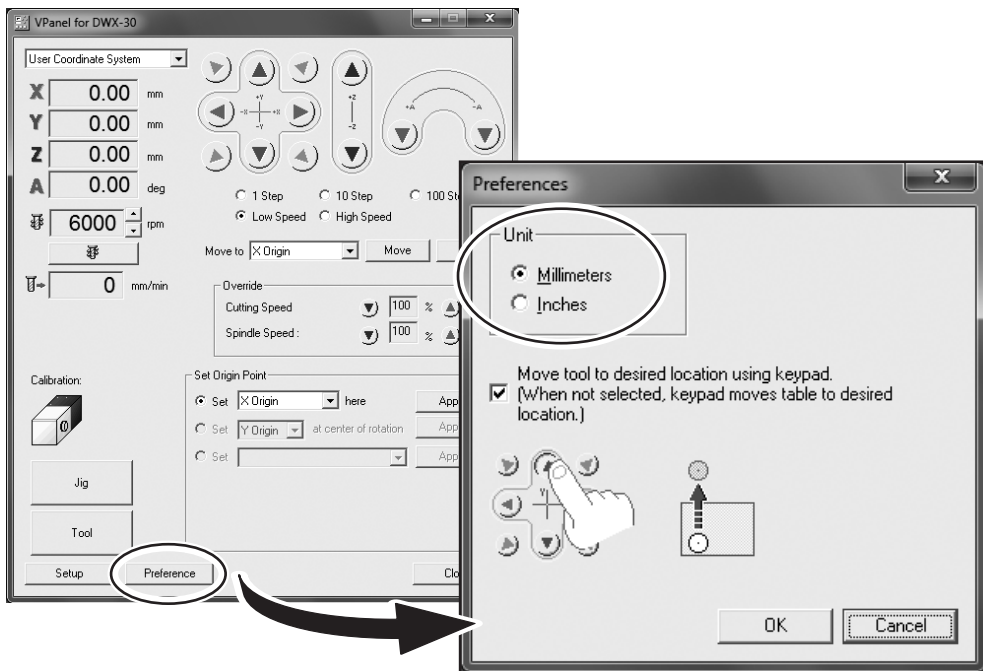 VPanel for DWX-30
User Coordinate System
X 0.00 mm
Y 0.00 mm
Z 0.00 mm
A 0.00 deg
6000 rpm
0 mm/min
+Y
-X +X
-Y
+Z
-Z
+A -A
1 Step 10 Step 100 St
Low Speed High Speed
Move to X Origin Move
Override
Cutting Speed 100 %
Spindle Speed : 100 %
Calibration:
Set Origin Point
Set X Origin here App
Set Y Origin at center of rotation App
Set App
Jig
Tool
Setup Preference Clo
Preferences
Unit
Millimeters
Inches
Move tool to desired location using keypad.
(When not selected, keypad moves table to desired
location.)
Y
OK Cancel